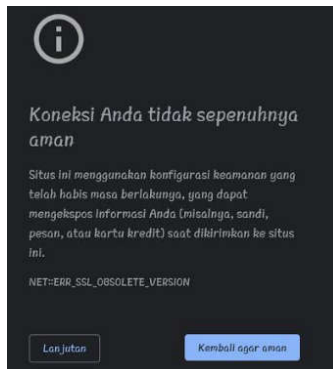 Koneksi Anda tidak sepenuhnya
aman
Situs ini menggunakan konfigurasi keamanan yang
telah habis masa berlakunya, yang dapat
mengekspos informasi Anda (misalnya, sandi,
pesan, atau kartu kredit) saat dikirimkan ke situs
ini.
NET::ERR_SSL_OBSOLETE_VERSION
Lanjutan
Kembali agar aman